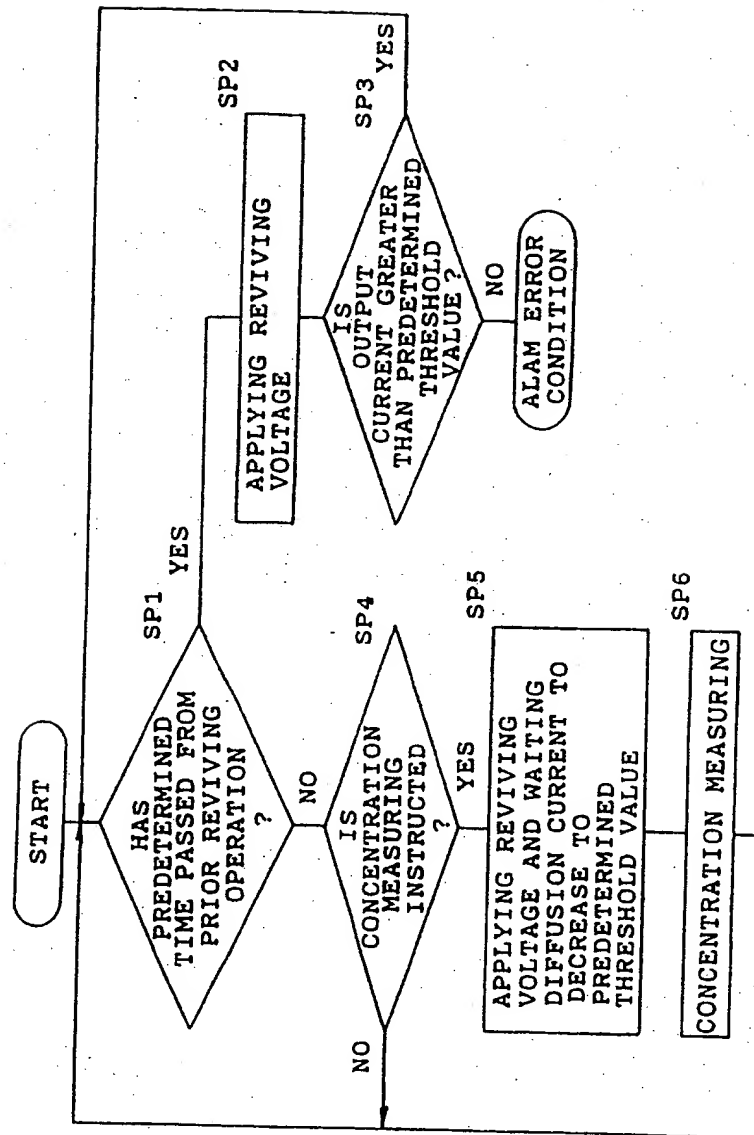 START
SP1
HAS
PREDETERMINED
TIME PASSED FROM
PRIOR REVIVING
OPERATION
?
YES
NO
SP2
APPLYING REVIVING
VOLTAGE
SP3
IS
OUTPUT
CURRENT GREATER
THAN PREDETERMINED
THRESHOLD
VALUE ?
YES
NO
ALAM ERROR
CONDITION
SP4
IS
CONCENTRATION
MEASURING
INSTRUCTED
?
NO
YES
SP5
APPLYING REVIVING
VOLTAGE AND WAITING
DIFFUSION CURRENT TO
DECREASE TO
PREDETERMINED
THRESHOLD VALUE
SP6
CONCENTRATION MEASURING